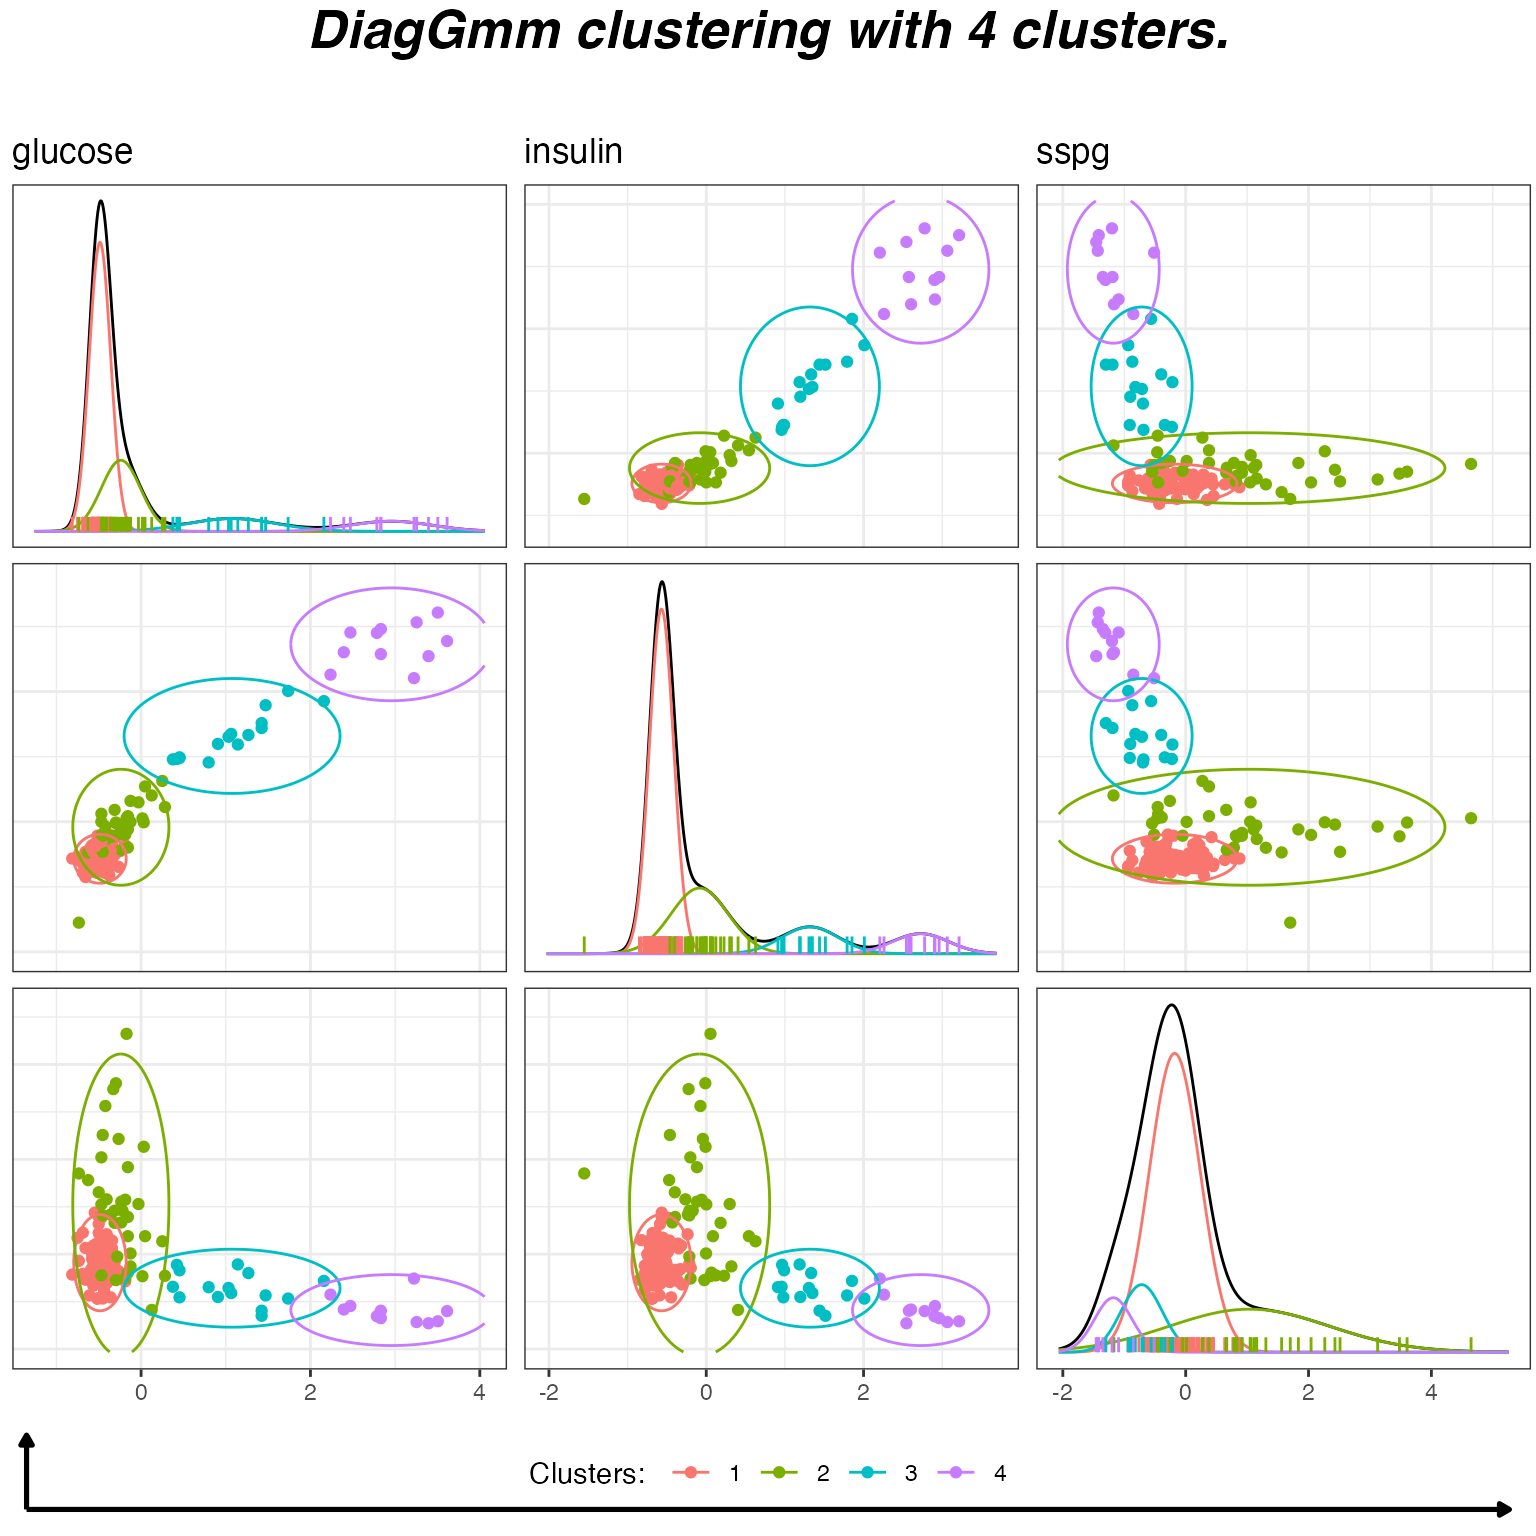 DiagGmm clustering with 4 clusters.
glucose insulin sspg
0 2 4 -2 0 2 -2 0 2 4
Clusters: 1 2 3 4